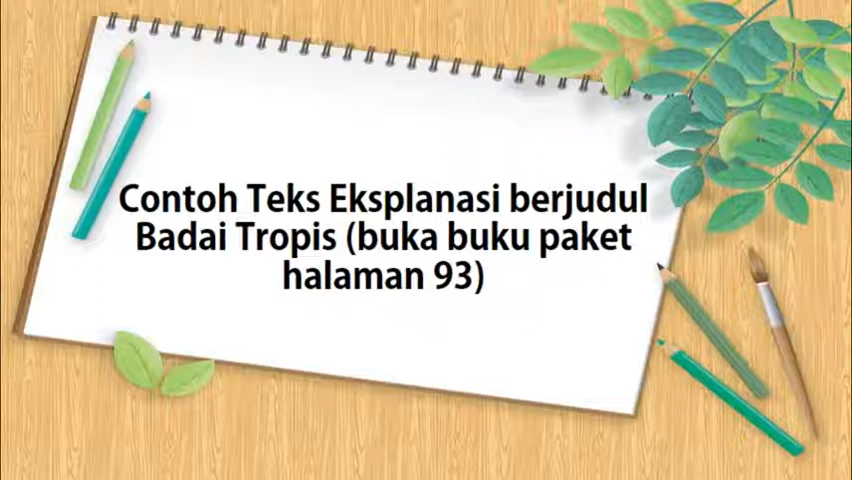 Contoh Teks Eksplanasi berjudul
Badai Tropis (buka buku paket
halaman 93)